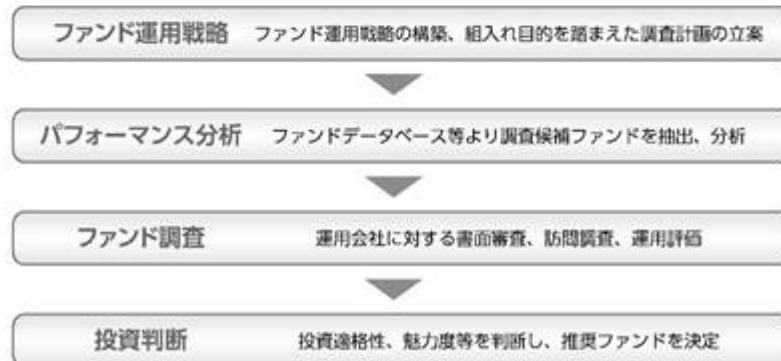 ファンド運用戦略 ファンド運用戦略の構築、組入れ目的を踏まえた調査計画の立案
パフォーマンス分析 ファンドデータベース等より調査候補ファンドを抽出、分析
ファンド調査 運用会社に対する書面審査、訪問調査、運用評価
投資判断 投資適格性、魅力度等を判断し、推奨ファンドを決定